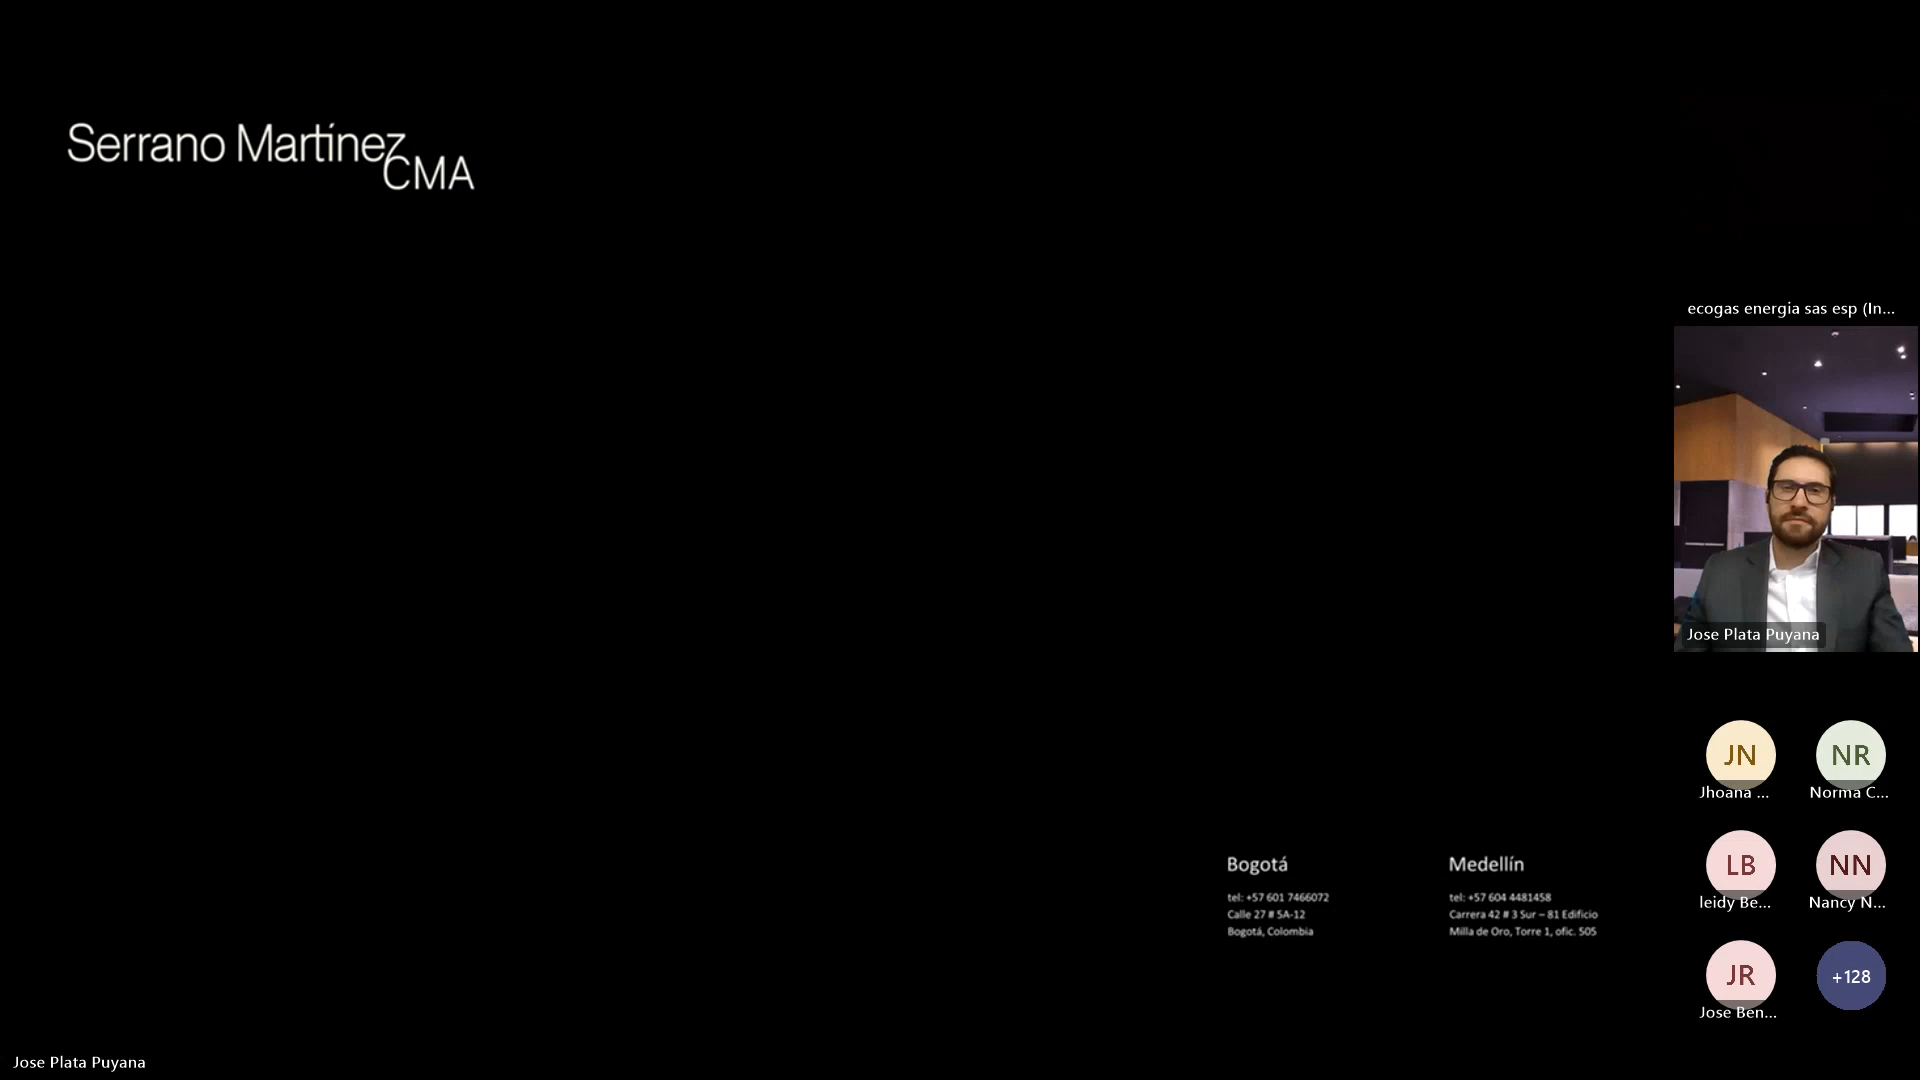 Serrano Martínez
CMA
ecogas energia sas esp (In...
Jose Plata Puyana
JN
Jhoana ...
NR
Norma C...
LB
leidy Be...
NN
Nancy N...
JR
Jose Ben...
+128
Bogotá
tel: +57 601 7466072
Calle 27 # 5A-12
Bogotá, Colombia
Medellín
tel: +57 604 4481458
Carrera 42 # 3 Sur – 81 Edificio
Milla de Oro, Torre 1, ofic. 505
Jose Plata Puyana